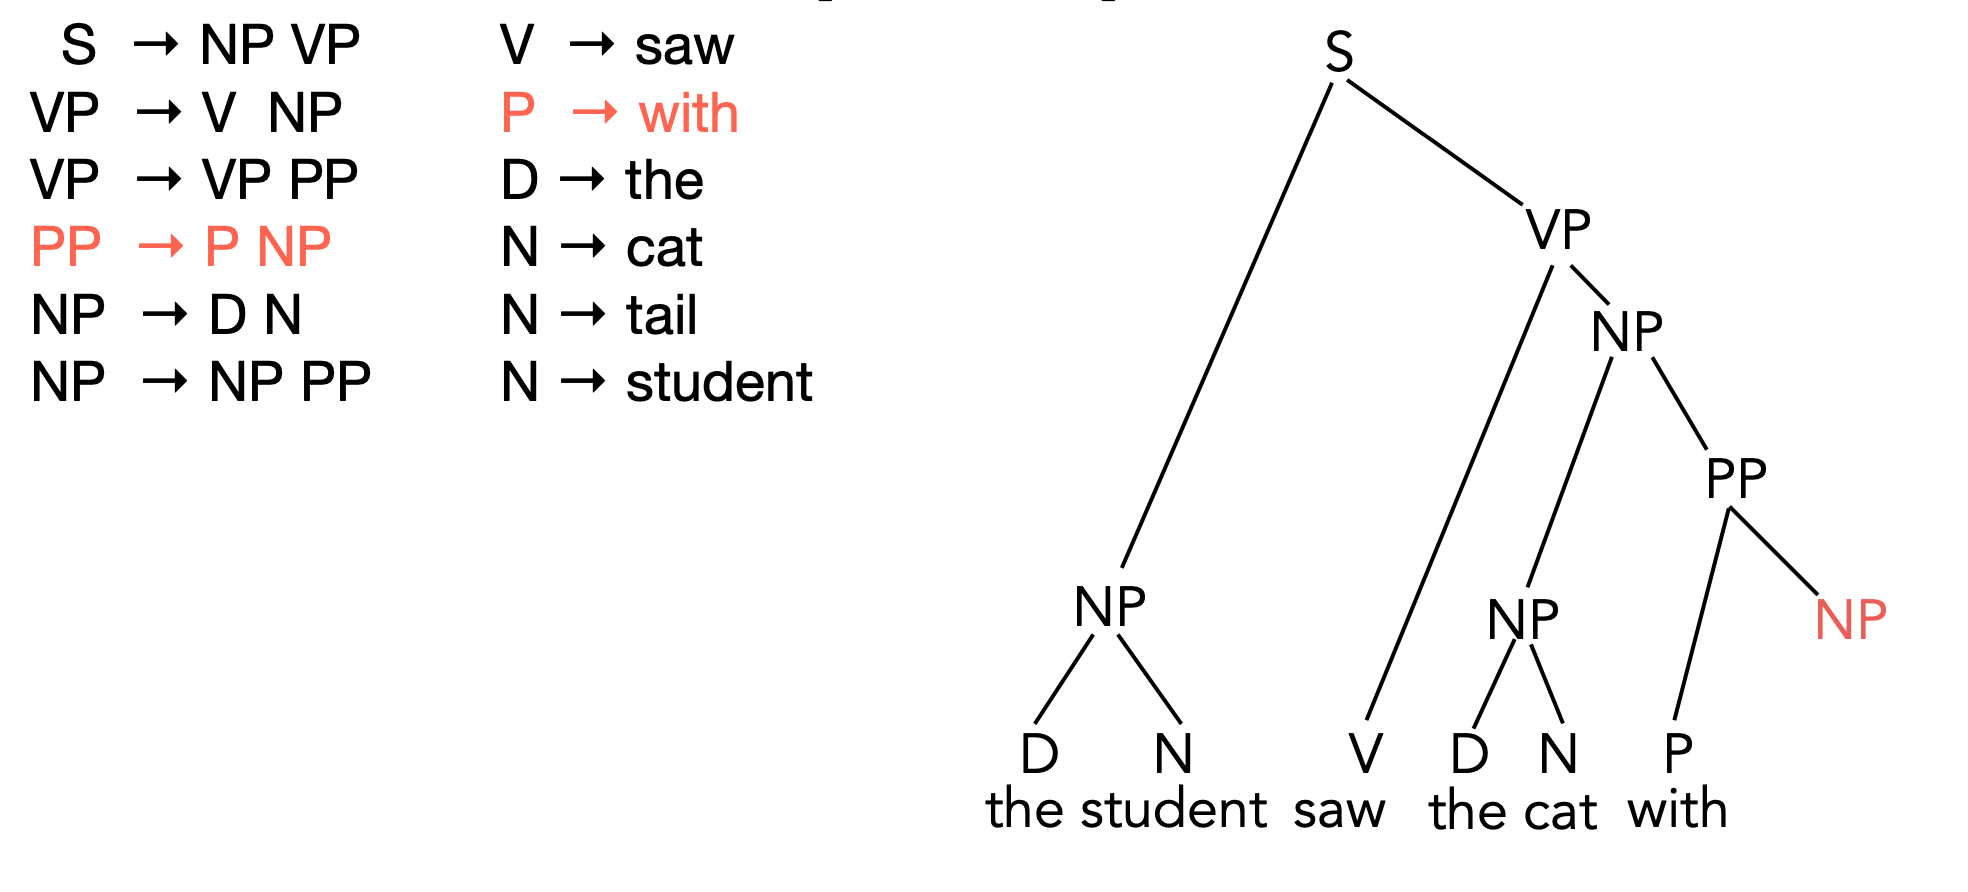 S → NP VP
VP → V NP
VP → VP PP
PP → P NP
NP → D N
NP → NP PP
V → saw
P → with
D → the
N → cat
N → tail
N → student
S
VP
NP
PP
NP NP NP
D N V D N P
the student saw the cat with